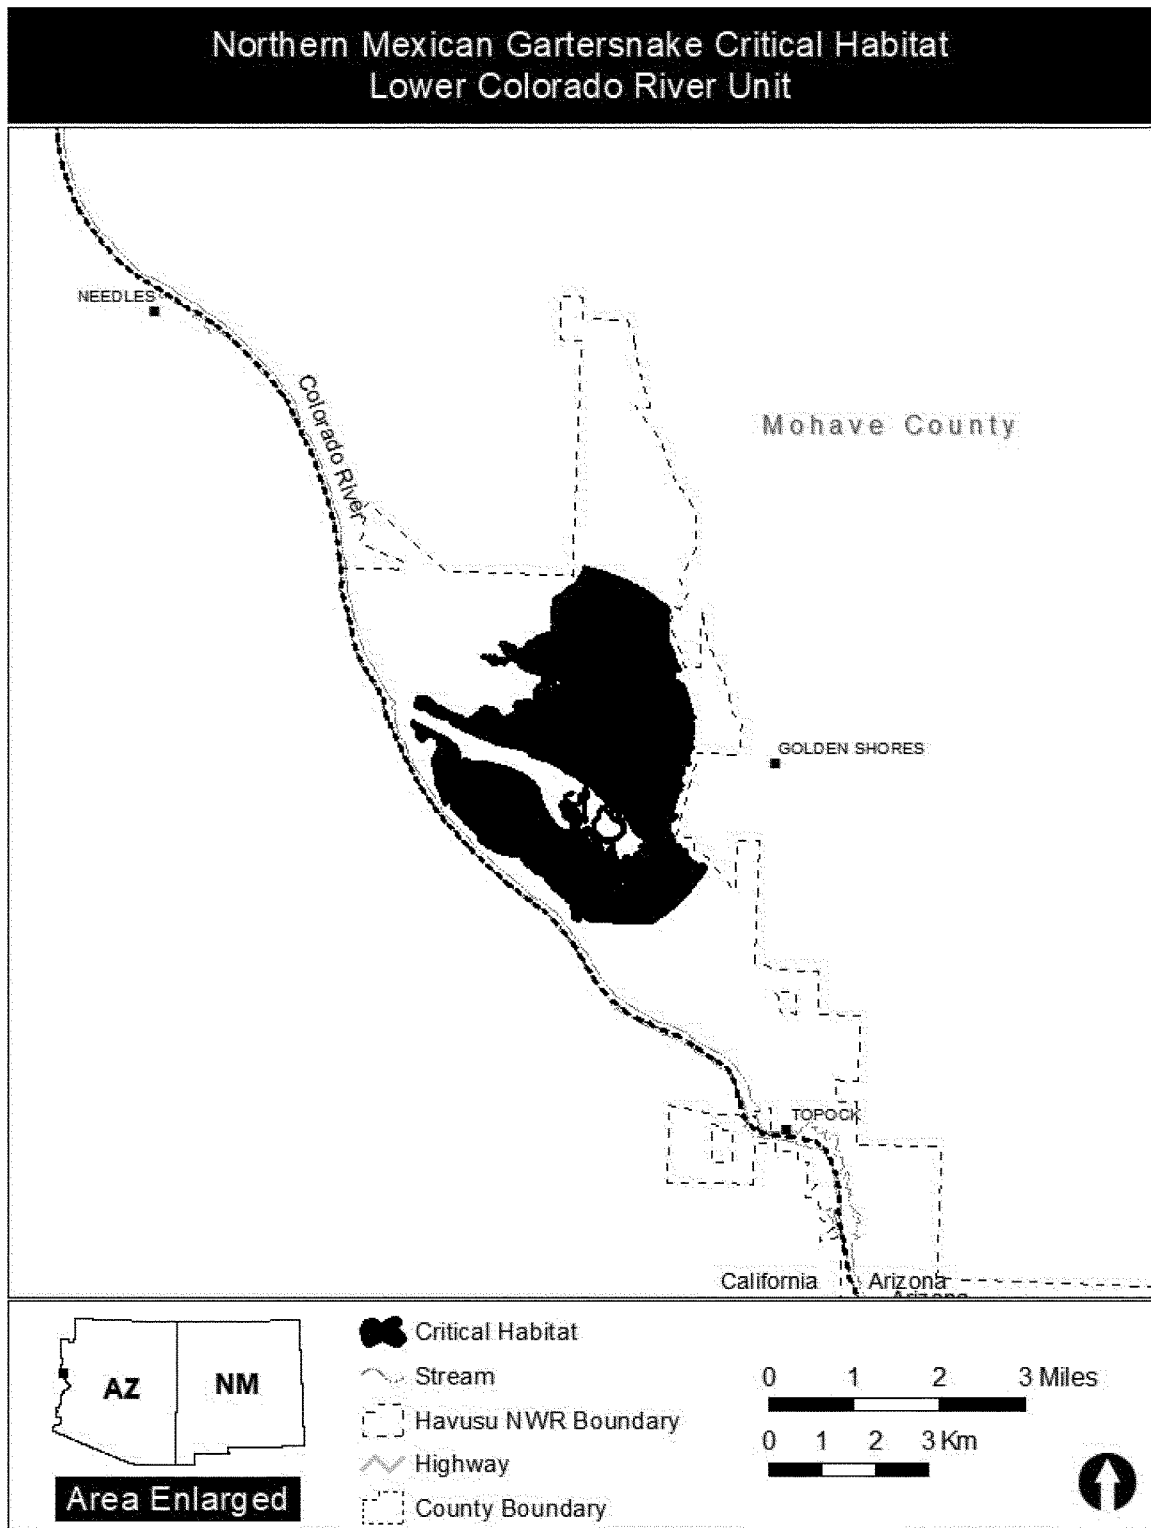 Northern Mexican Gartersnake Critical Habitat
Lower Colorado River Unit
NEEDLES
Colorado River
Mohave County
GOLDEN SHORES
TOPOCK
California
Arizona
Arizona
AZ
NM
Area Enlarged
Critical Habitat
Stream
Havusu NWR Boundary
Highway
County Boundary
0 1 2 3 Miles
0 1 2 3 Km